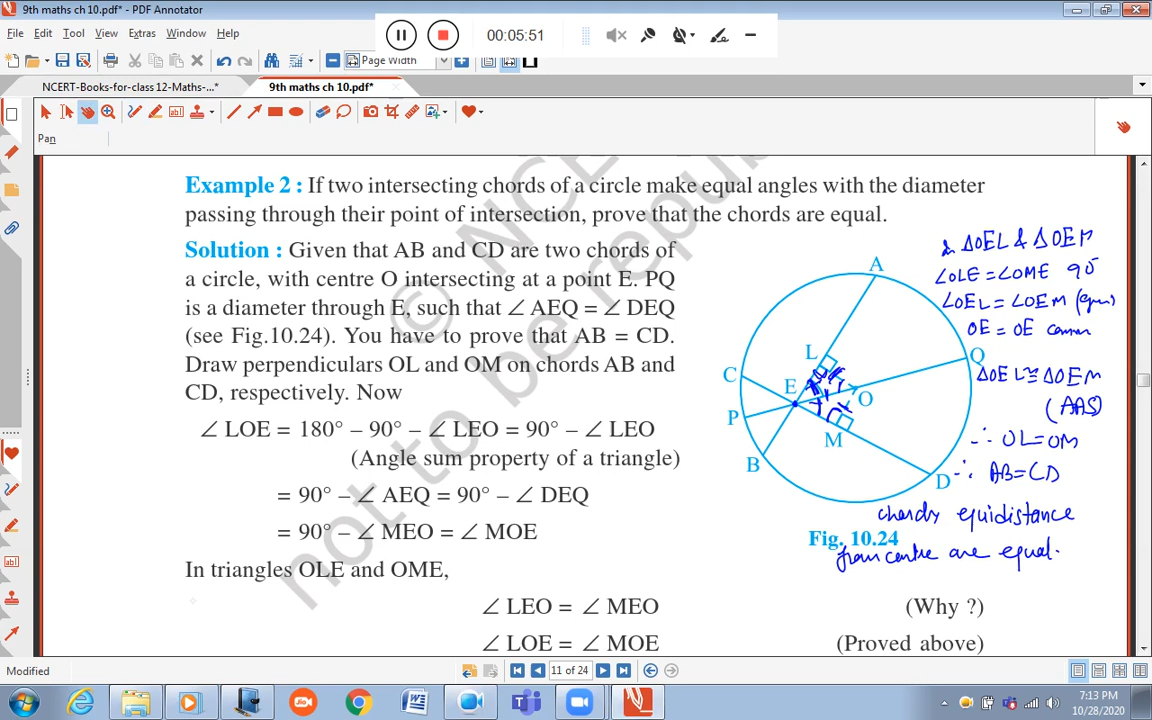 9th maths ch 10.pdf* - PDF Annotator
File Edit Tool View Extras Window Help
00:05:51
Page Width
NCERT-Books-for-class 12-Maths-...*
9th maths ch 10.pdf*
Pan
Example 2 : If two intersecting chords of a circle make equal angles with the diameter
passing through their point of intersection, prove that the chords are equal.
Solution : Given that AB and CD are two chords of
a circle, with centre O intersecting at a point E. PQ
is a diameter through E, such that ∠ AEQ = ∠ DEQ
(see Fig.10.24). You have to prove that AB = CD.
Draw perpendiculars OL and OM on chords AB and
CD, respectively. Now
∠ LOE = 180° – 90° – ∠ LEO = 90° – ∠ LEO
(Angle sum property of a triangle)
= 90° – ∠ AEQ = 90° – ∠ DEQ
= 90° – ∠ MEO = ∠ MOE
In triangles OLE and OME,
∠ LEO = ∠ MEO (Why ?)
∠ LOE = ∠ MOE (Proved above)
© NCE
not to be republ
A
L
Q
C
E
O
P
M
B
D
Fig. 10.24
ΔOEL & ΔOEM
∠OLE = ∠OME 90°
∠OEL = ∠OEM
OE = OE common
ΔOEL ≅ ΔOEM
(AAS)
∴ OL = OM
∴ AB = CD
chords equidistance
from centre are equal.
Modified
11 of 24
7:13 PM
10/28/2020